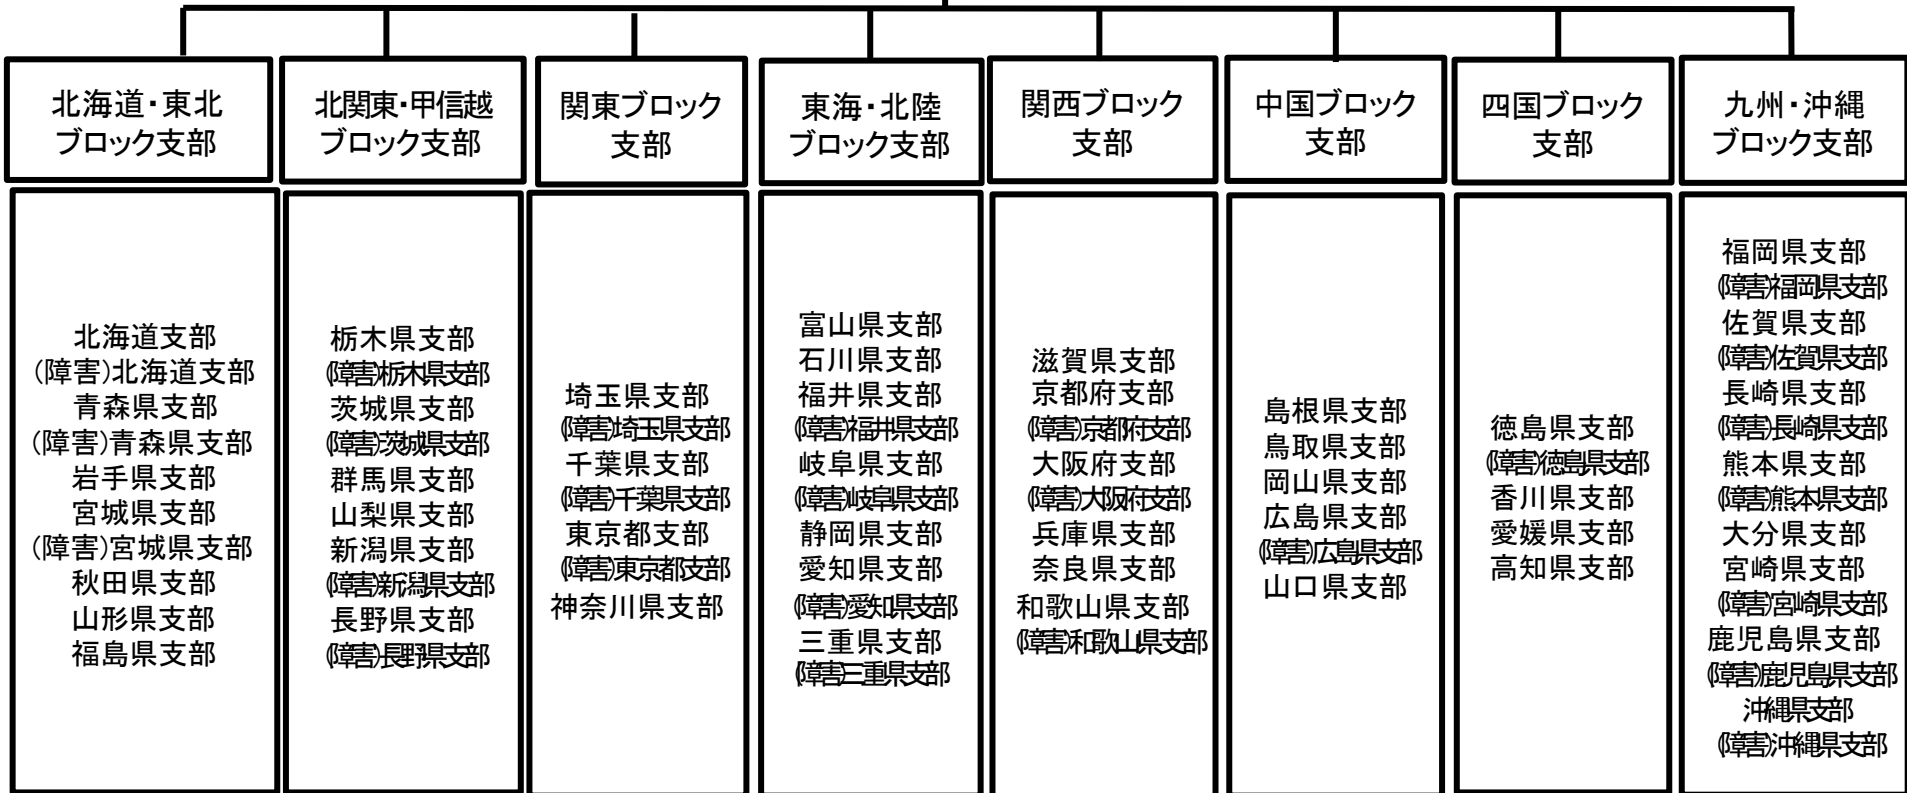 北海道・東北
ブロック支部
北海道支部
(障害)北海道支部
青森県支部
(障害)青森県支部
岩手県支部
宮城県支部
(障害)宮城県支部
秋田県支部
山形県支部
福島県支部
北関東・甲信越
ブロック支部
栃木県支部
(障害)栃木県支部
茨城県支部
(障害)茨城県支部
群馬県支部
山梨県支部
新潟県支部
(障害)新潟県支部
長野県支部
(障害)長野県支部
関東ブロック
支部
埼玉県支部
(障害)埼玉県支部
千葉県支部
(障害)千葉県支部
東京都支部
(障害)東京都支部
神奈川県支部
東海・北陸
ブロック支部
富山県支部
石川県支部
福井県支部
(障害)福井県支部
岐阜県支部
(障害)岐阜県支部
静岡県支部
愛知県支部
(障害)愛知県支部
三重県支部
(障害)三重県支部
関西ブロック
支部
滋賀県支部
京都府支部
(障害)京都府支部
大阪府支部
(障害)大阪府支部
兵庫県支部
奈良県支部
和歌山県支部
(障害)和歌山県支部
中国ブロック
支部
島根県支部
鳥取県支部
岡山県支部
広島県支部
(障害)広島県支部
山口県支部
四国ブロック
支部
徳島県支部
(障害)徳島県支部
香川県支部
愛媛県支部
高知県支部
九州・沖縄
ブロック支部
福岡県支部
(障害)福岡県支部
佐賀県支部
(障害)佐賀県支部
長崎県支部
(障害)長崎県支部
熊本県支部
(障害)熊本県支部
大分県支部
宮崎県支部
(障害)宮崎県支部
鹿児島県支部
(障害)鹿児島県支部
沖縄県支部
(障害)沖縄県支部